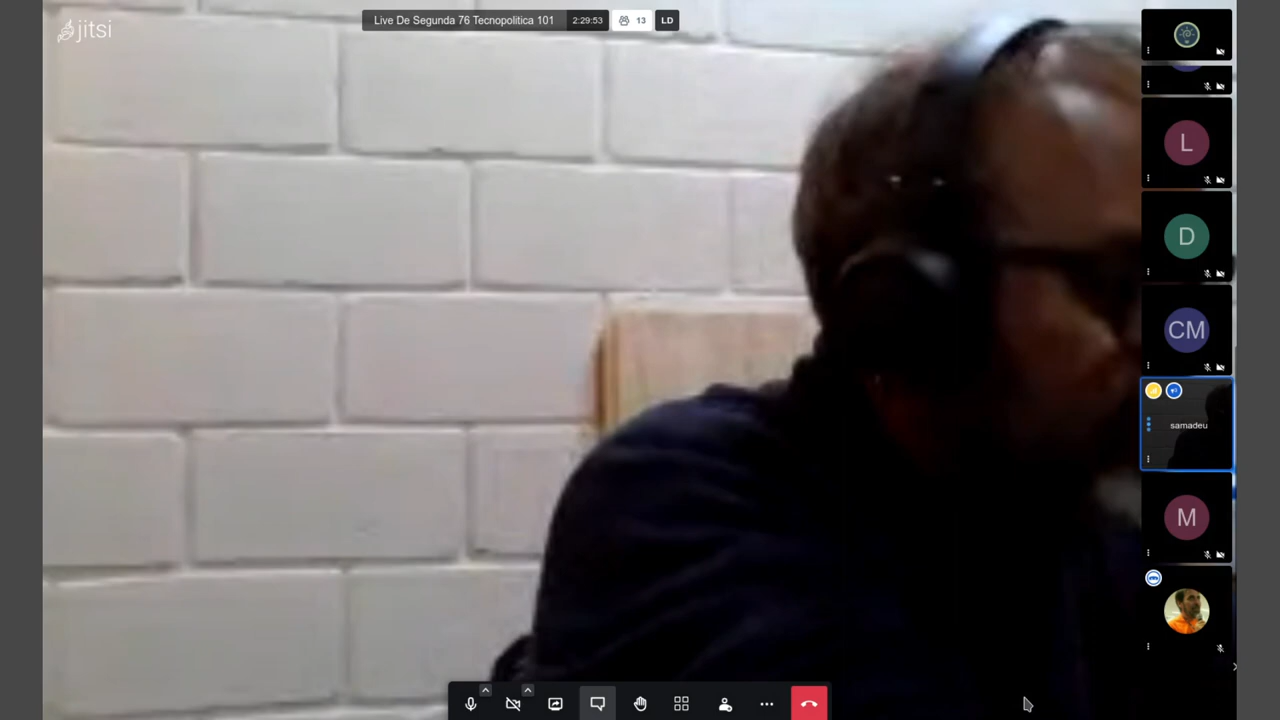 jitsi
Live De Segunda 76 Tecnopolitica 101 2:29:53 13 LD
L
D
CM
samadeu
M